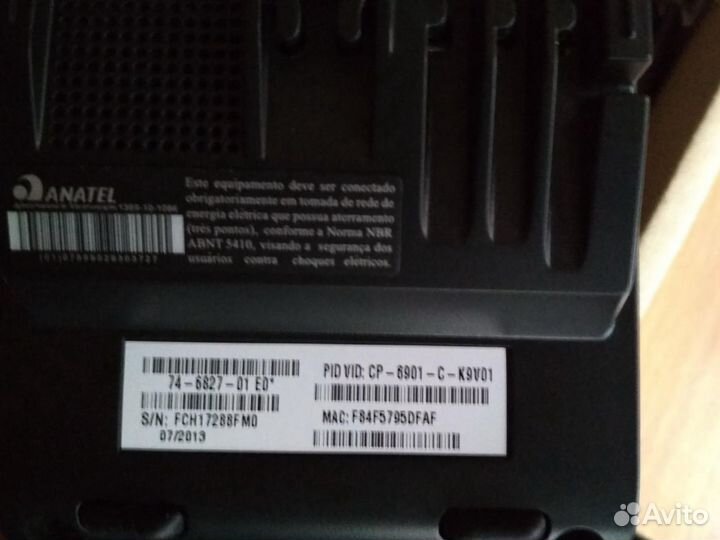 ANATEL
Este equipamento deve ser conectado
obrigatoriamente em tomada de rede de
energia elétrica que possua aterramento
(três pontos), conforme a Norma NBR
ABNT 5410, visando a segurança dos
usuários contra choques elétricos.
74-6827-01 E0*
PID VID: CP-6901-C-K9V01
S/N: FCH17288FM0
MAC: F84F5795DFAF
07/2013
Avito